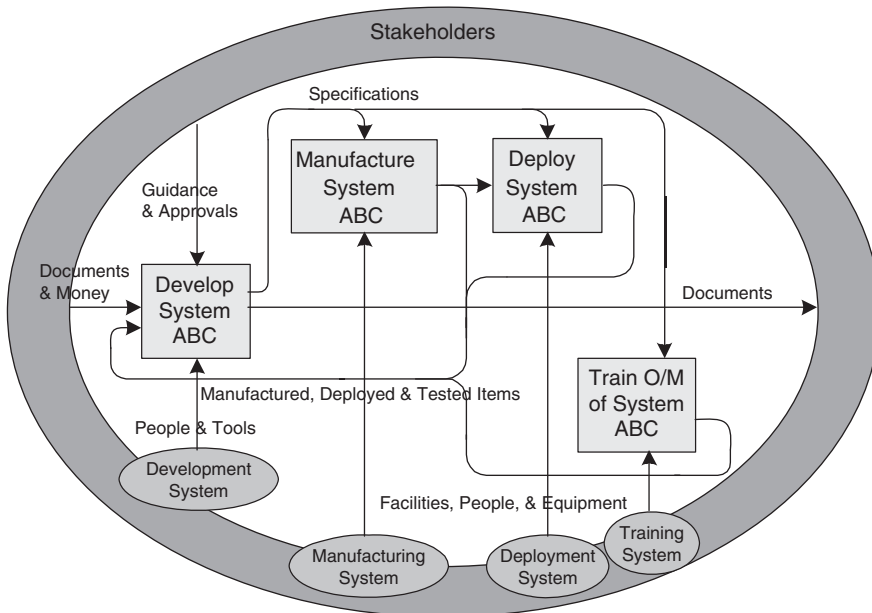 Stakeholders
Specifications
Manufacture
System
ABC
Deploy
System
ABC
Guidance
& Approvals
Documents
& Money
Develop
System
ABC
Documents
Train O/M
of System
ABC
Manufactured, Deployed & Tested Items
People & Tools
Development
System
Facilities, People, & Equipment
Manufacturing
System
Deployment
System
Training
System